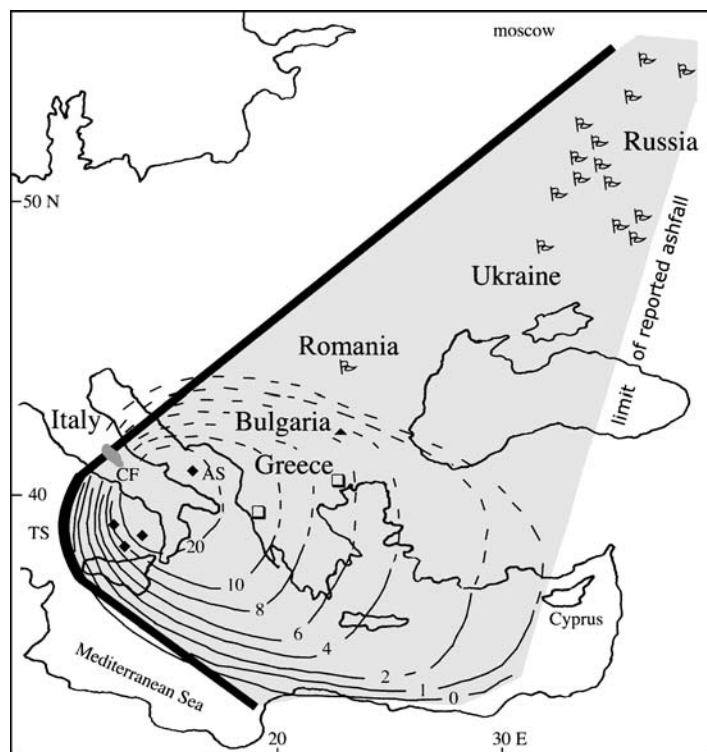 moscow
Russia
50 N
Ukraine
limit of reported ashfall
Romania
Italy
Bulgaria
Greece
CF
AS
40
TS
20
10
8
6
4
2
1
0
Cyprus
Mediterranean Sea
20
30 E